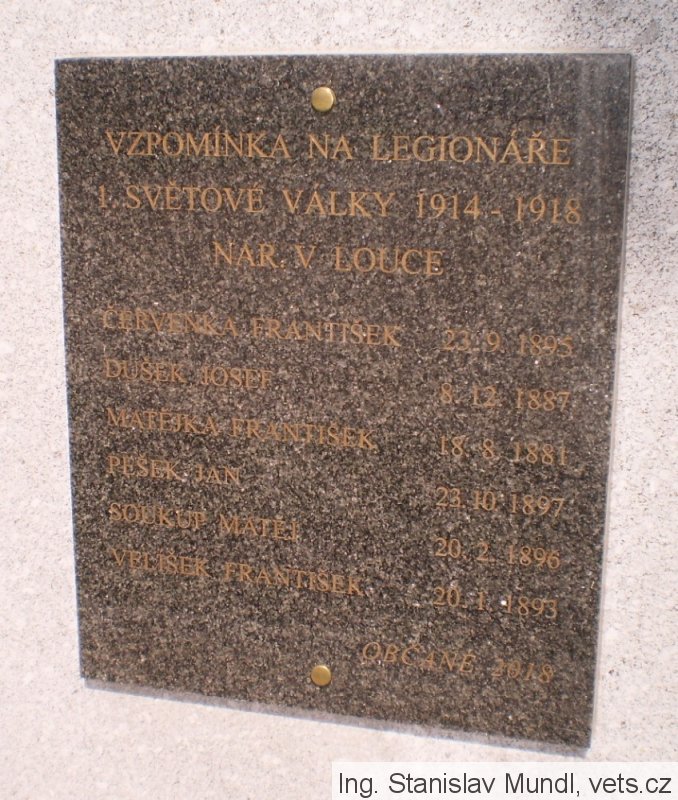 VZPOMÍNKA NA LEGIONÁŘE
1. SVĚTOVÉ VÁLKY 1914 - 1918
NAR. V LOUCE
ČERVENKA FRANTIŠEK 23. 9. 1895
DUŠEK JOSEF 8. 12. 1887
MATĚJKA FRANTIŠEK 18. 8. 1881
PEŠEK JAN 23. 10. 1897
SOUKUP MATĚJ 20. 2. 1896
VELÍŠEK FRANTIŠEK 20. 1. 1893
OBČANÉ 2018
Ing. Stanislav Mundl, vets.cz